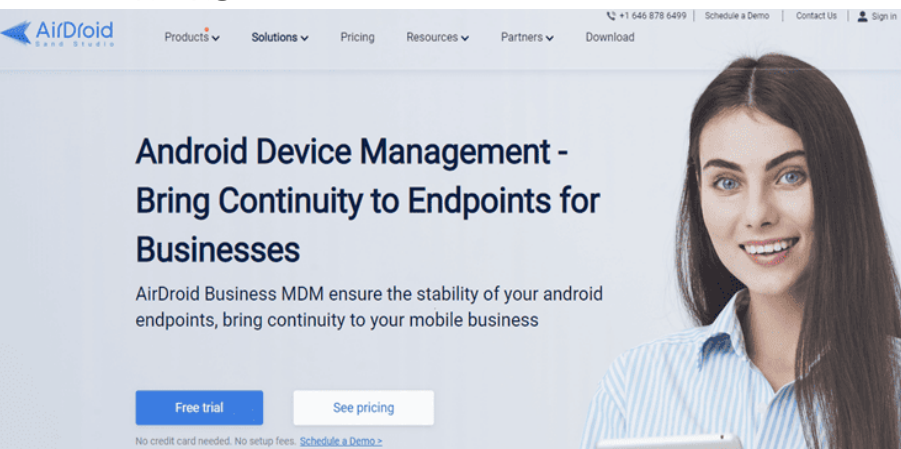 +1 646 878 6499 | Schedule a Demo | Contact Us | Sign in
AirDroid
Sand Studio
Products Solutions Pricing Resources Partners Download
Android Device Management -
Bring Continuity to Endpoints for
Businesses
AirDroid Business MDM ensure the stability of your android
endpoints, bring continuity to your mobile business
Free trial See pricing
No credit card needed. No setup fees. Schedule a Demo >